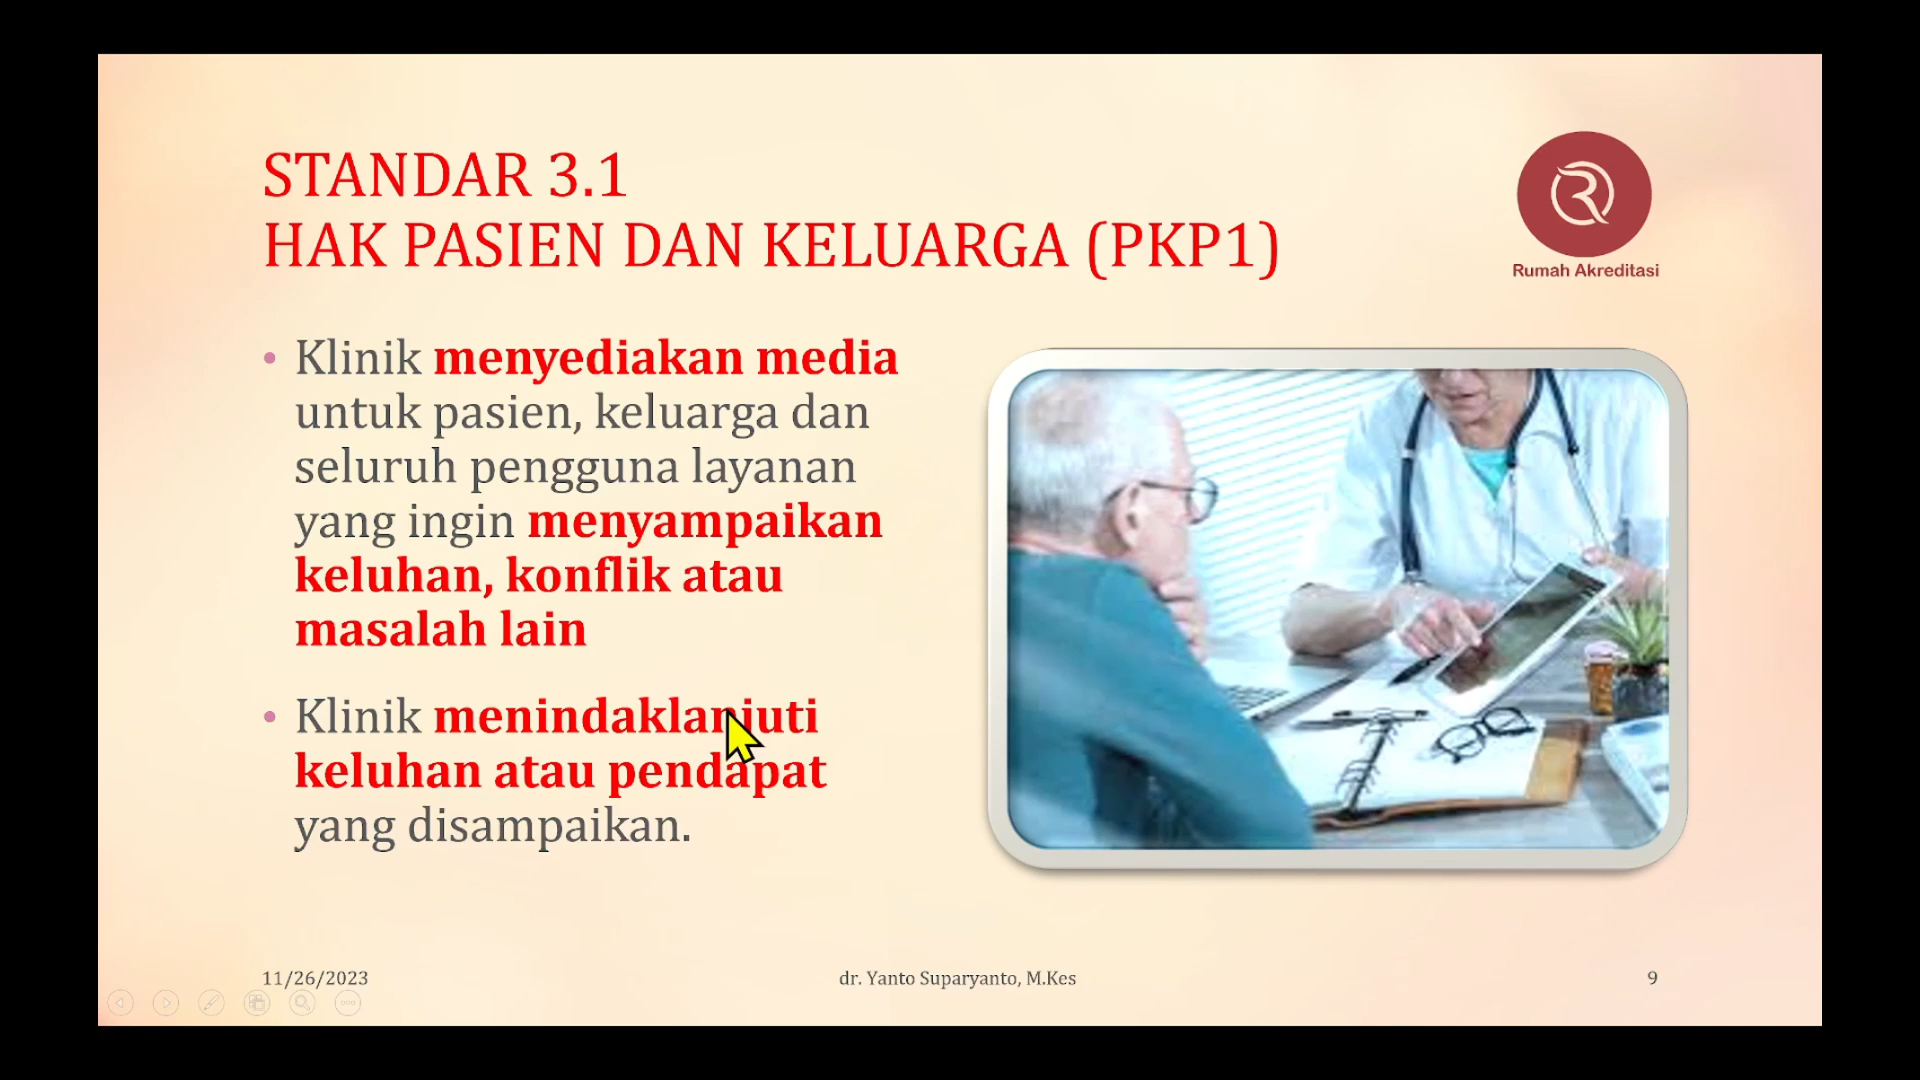 STANDAR 3.1
HAK PASIEN DAN KELUARGA (PKP1)
Rumah Akreditasi
• Klinik menyediakan media
untuk pasien, keluarga dan
seluruh pengguna layanan
yang ingin menyampaikan
keluhan, konflik atau
masalah lain
• Klinik menindaklanjuti
keluhan atau pendapat
yang disampaikan.
11/26/2023
dr. Yanto Suparyanto, M.Kes
9